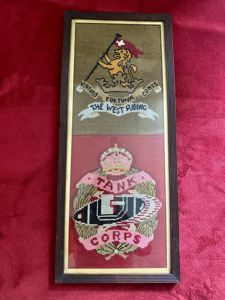 VIRTUTIS FORTUNA COMES
THE WEST RIDING
TANK
CORPS